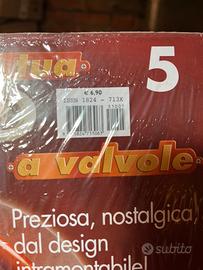 tua
5
€ 6,90
ISSN 1824 - 713X
a valvole
Preziosa, nostalgica,
dal design
intramontabile!
subito